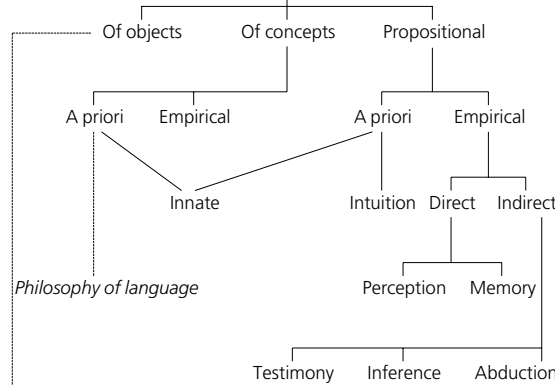 Of objects Of concepts Propositional
A priori Empirical A priori Empirical
Innate Intuition Direct Indirect
Philosophy of language Perception Memory
Testimony Inference Abduction